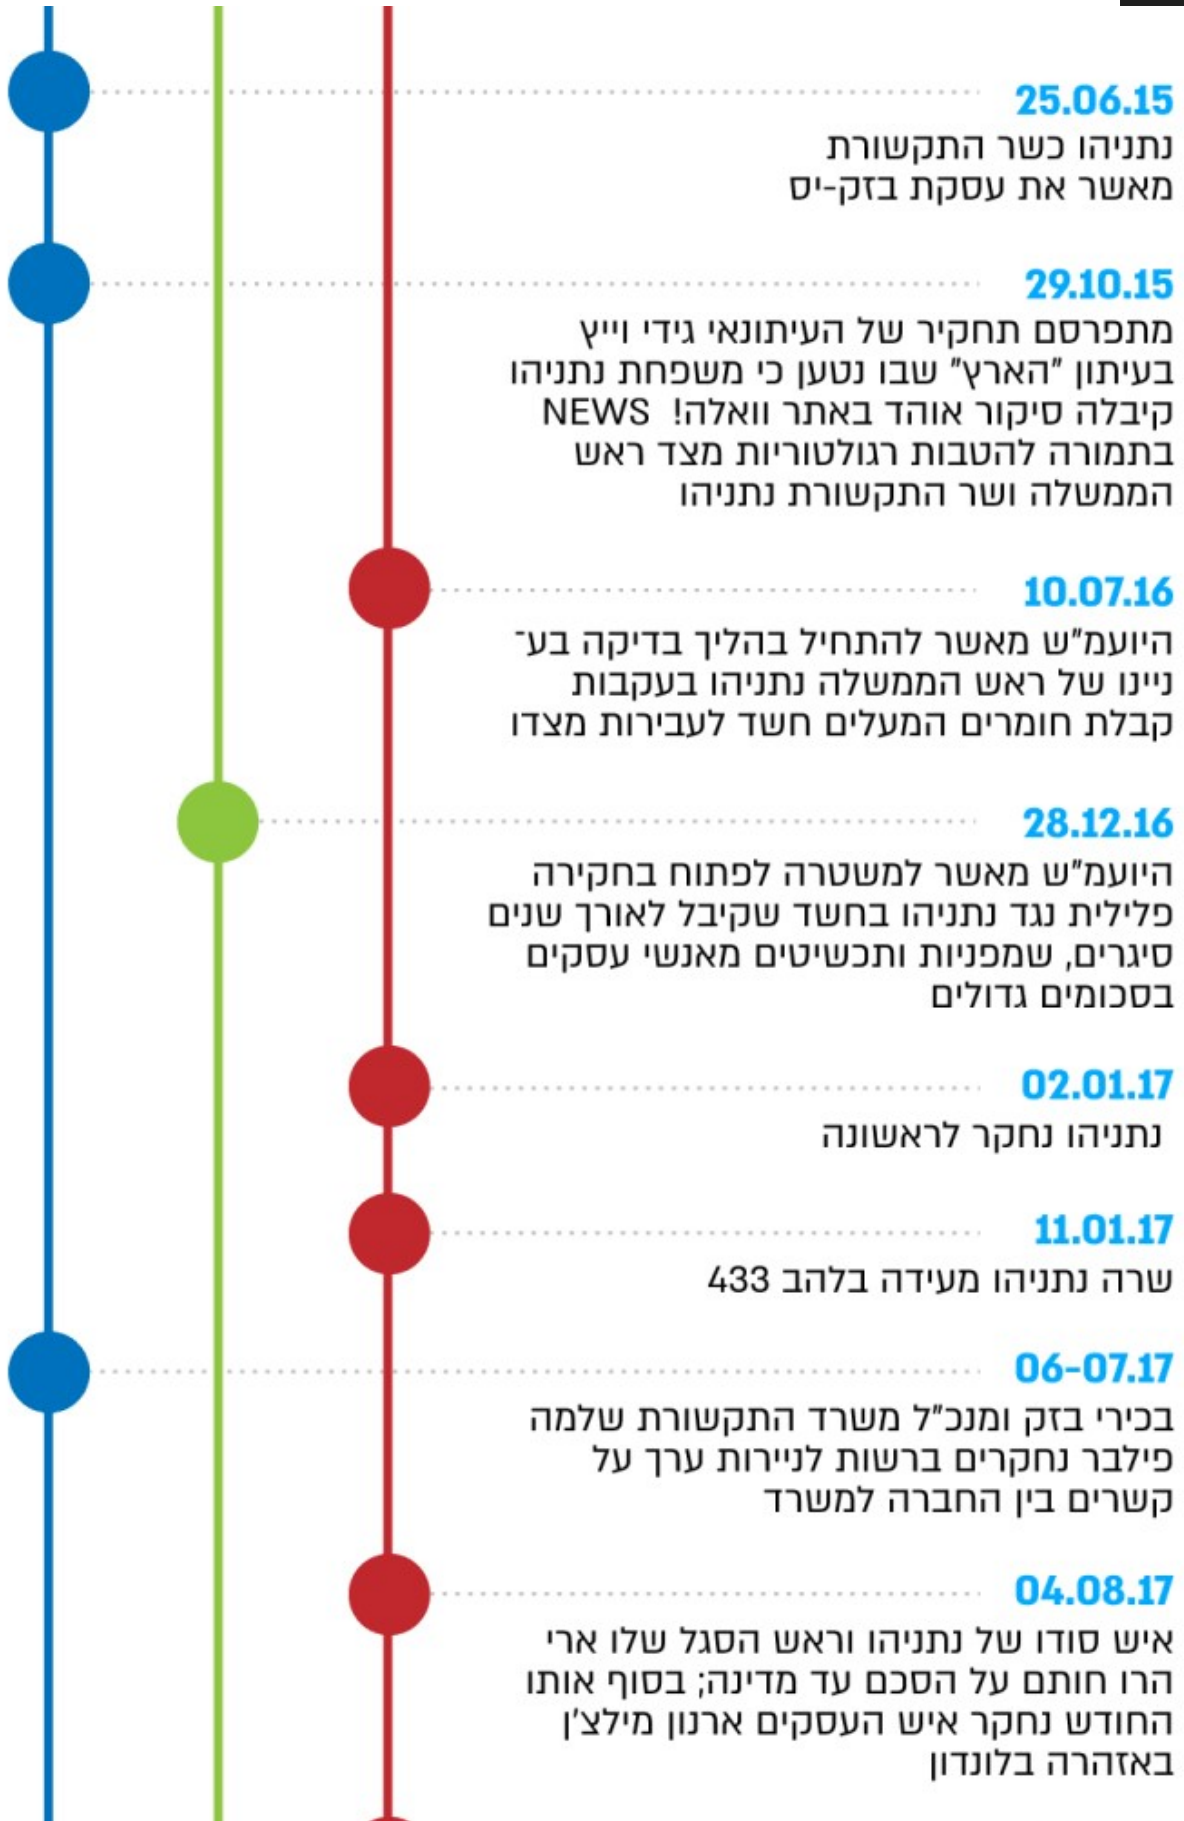 25.06.15
נתניהו כשר התקשורת
מאשר את עסקת בזק-יס
29.10.15
מתפרסם תחקיר של העיתונאי גידי וייץ
בעיתון "הארץ" שבו נטען כי משפחת נתניהו
קיבלה סיקור אוהד באתר וואלה! NEWS
בתמורה להטבות רגולטוריות מצד ראש
הממשלה ושר התקשורת נתניהו
10.07.16
היועמ"ש מאשר להתחיל בהליך בדיקה בע־
ניינו של ראש הממשלה נתניהו בעקבות
קבלת חומרים המעלים חשד לעבירות מצדו
28.12.16
היועמ"ש מאשר למשטרה לפתוח בחקירה
פלילית נגד נתניהו בחשד שקיבל לאורך שנים
סיגרים, שמפניות ותכשיטים מאנשי עסקים
בסכומים גדולים
02.01.17
נתניהו נחקר לראשונה
11.01.17
שרה נתניהו מעידה בלהב 433
06-07.17
בכירי בזק ומנכ"ל משרד התקשורת שלמה
פילבר נחקרים ברשות לניירות ערך על
קשרים בין החברה למשרד
04.08.17
איש סודו של נתניהו וראש הסגל שלו ארי
הרו חותם על הסכם עד מדינה; בסוף אותו
החודש נחקר איש העסקים ארנון מילצ'ן
באזהרה בלונדון